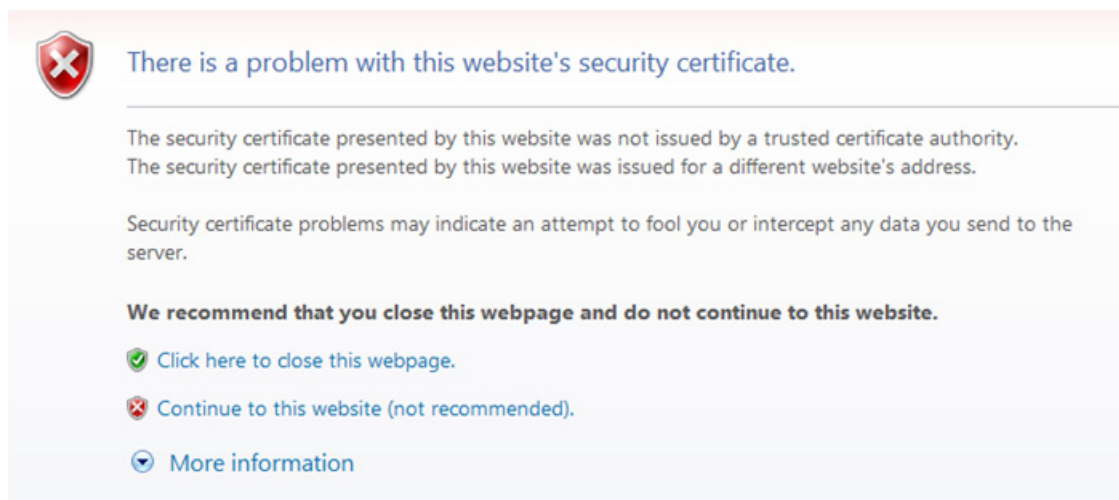 There is a problem with this website's security certificate.
The security certificate presented by this website was not issued by a trusted certificate authority.
The security certificate presented by this website was issued for a different website's address.
Security certificate problems may indicate an attempt to fool you or intercept any data you send to the
server.
We recommend that you close this webpage and do not continue to this website.
Click here to close this webpage.
Continue to this website (not recommended).
More information